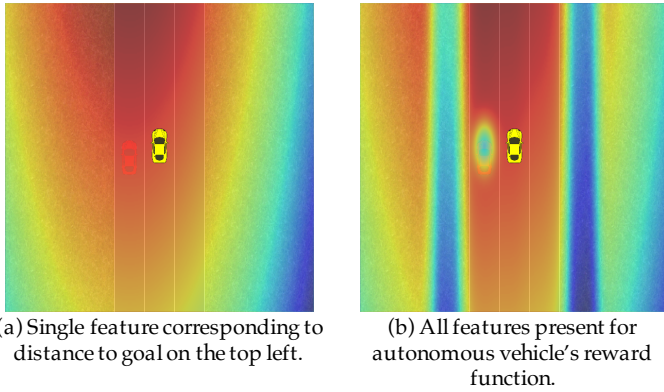 (a) Single feature corresponding to
distance to goal on the top left.
(b) All features present for
autonomous vehicle's reward
function.